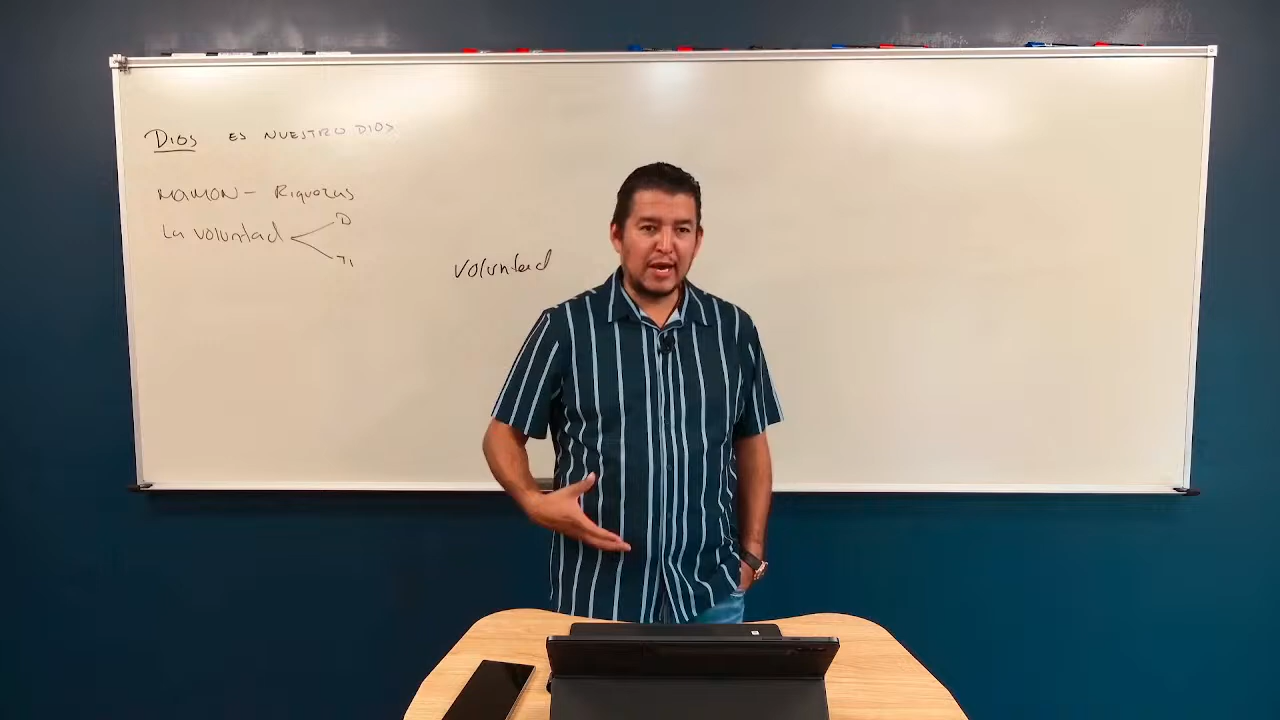 DIOS ES NUESTRO DIOS
MAMON - Riquezas
La voluntad
D
voluntad